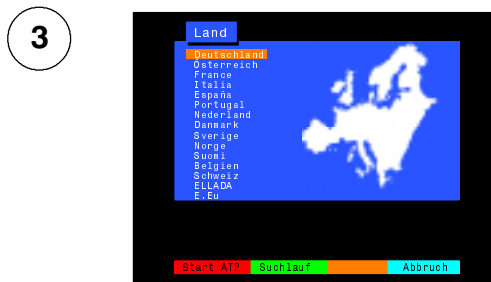 3
Land
Deutschland
Österreich
France
Italia
España
Portugal
Nederland
Danmark
Sverige
Norge
Suomi
Belgien
Schweiz
ELLADA
E.Eu
Start ATP Suchlauf Abbruch